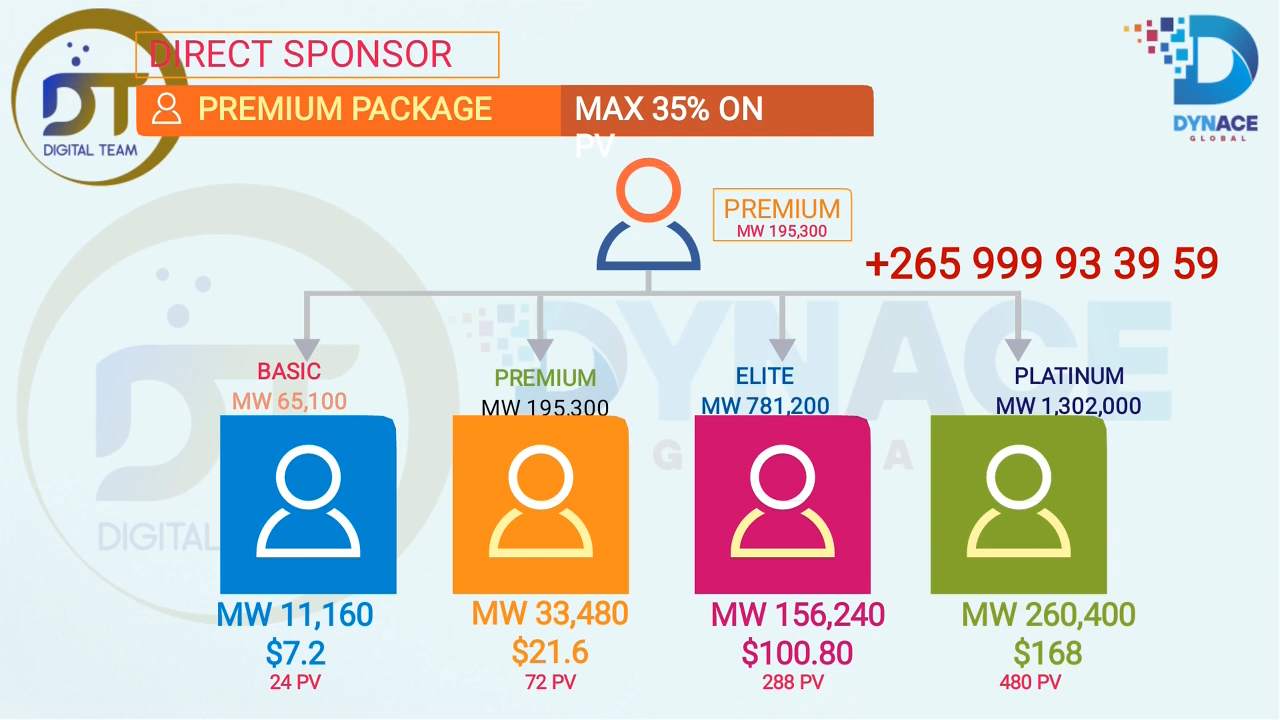 DIRECT SPONSOR
PREMIUM PACKAGE
MAX 35% ON
PV
DT
DIGITAL TEAM
D
DYNACE
GLOBAL
PREMIUM
MW 195,300
+265 999 93 39 59
BASIC
MW 65,100
PREMIUM
MW 195,300
ELITE
MW 781,200
PLATINUM
MW 1,302,000
DT
DIGITAL
DYNACE
G
A
MW 11,160
$7.2
24 PV
MW 33,480
$21.6
72 PV
MW 156,240
$100.80
288 PV
MW 260,400
$168
480 PV